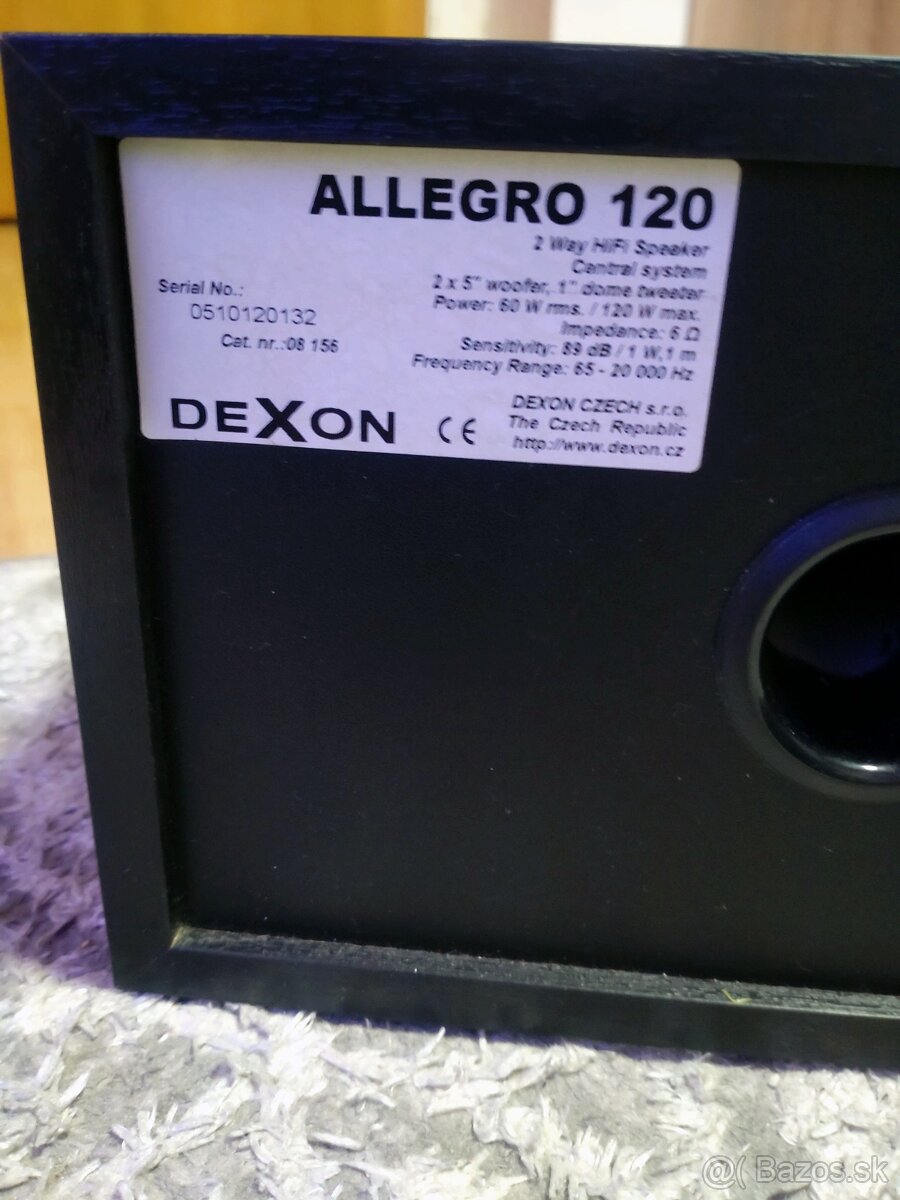 ALLEGRO 120
2 Way HiFi Speaker
Central system
2 x 5" woofer, 1" dome tweeter
Power: 60 W rms. / 120 W max.
Impedance: 6 Ω
Sensitivity: 89 dB / 1 W,1 m
Frequency Range: 65 - 20 000 Hz
Serial No.:
0510120132
Cat. nr.:08 156
DEXON CE
DEXON CZECH s.r.o.
The Czech Republic
http://www.dexon.cz
@( Bazos.sk